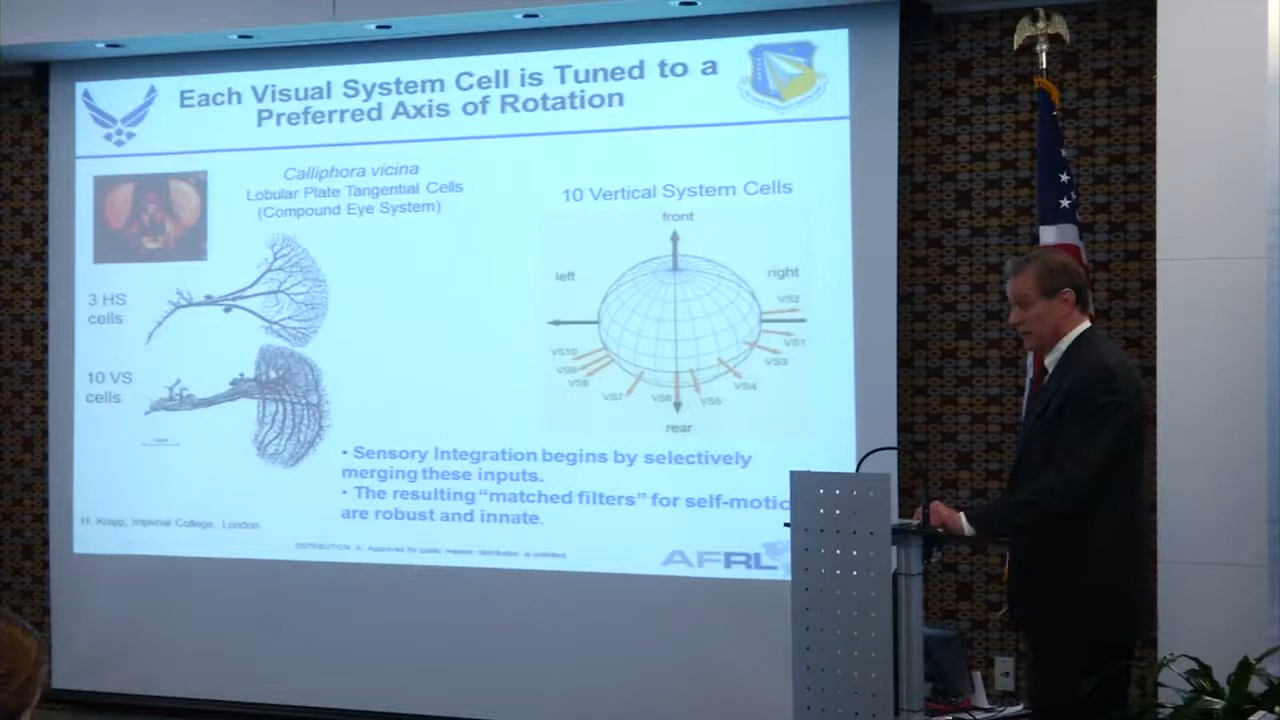 Each Visual System Cell is Tuned to a
Preferred Axis of Rotation
Calliphora vicina
Lobular Plate Tangential Cells
(Compound Eye System)
3 HS
cells
10 VS
cells
10 Vertical System Cells
front
left
right
VS2
VS1
VS3
VS4
VS5
VS6
VS7
VS8
VS9
VS10
rear
• Sensory Integration begins by selectively
merging these inputs.
• The resulting “matched filters” for self-motio
are robust and innate.
H. Krapp, Imperial College, London
DISTRIBUTION A: Approved for public release; distribution is unlimited.
AFRL